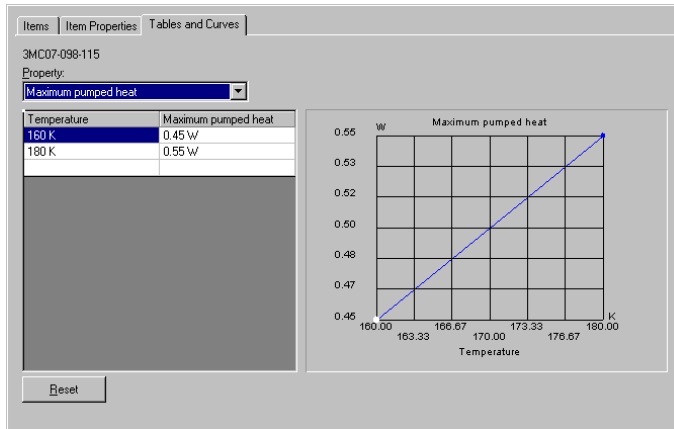 Items Item Properties Tables and Curves
3MC07-098-115
Property:
Maximum pumped heat
Temperature Maximum pumped heat
160 K 0.45 W
180 K 0.55 W
W Maximum pumped heat
0.55
0.53
0.52
0.50
0.48
0.47
0.45
K
160.00 166.67 173.33 180.00
163.33 170.00 176.67
Temperature
Reset